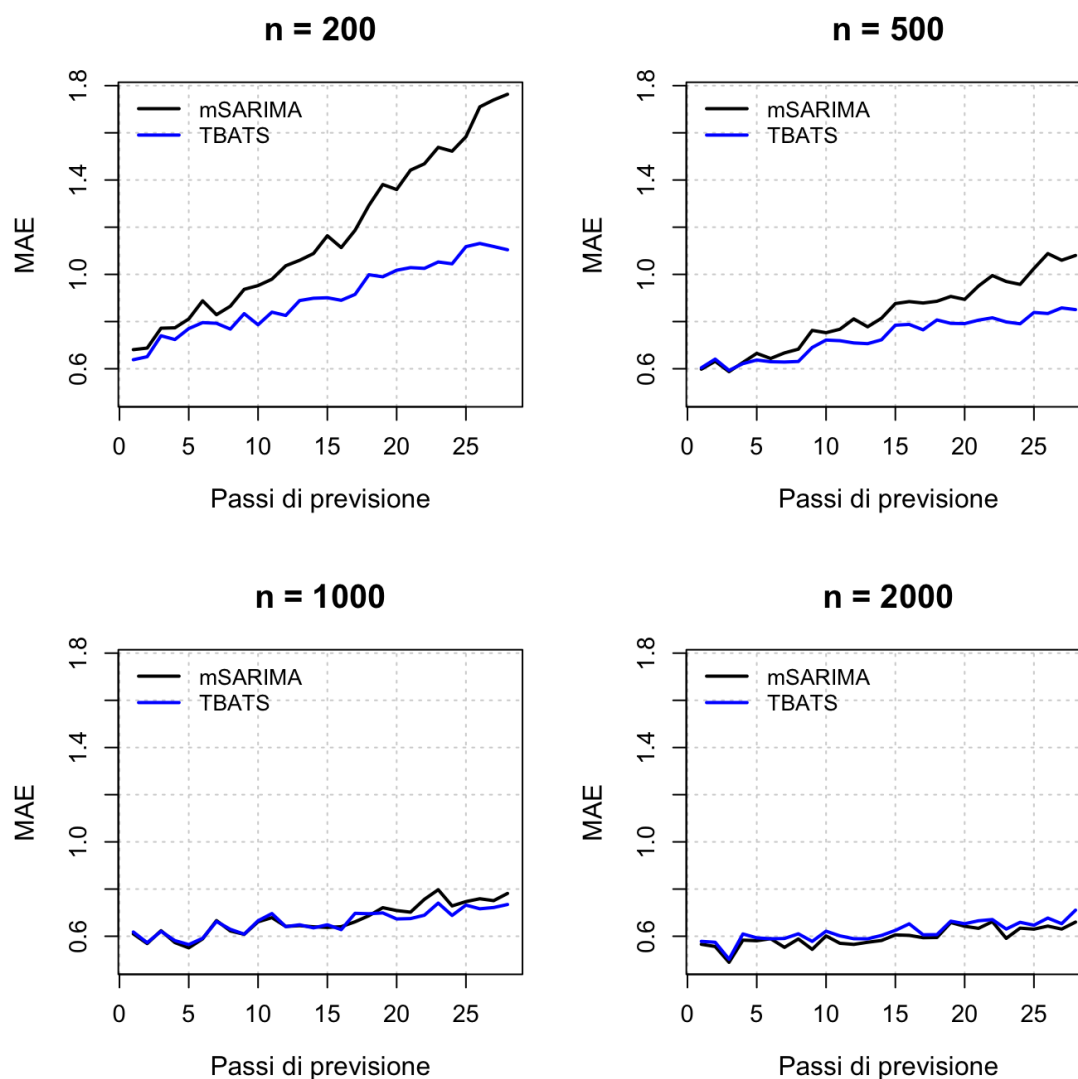 n = 200
1.8
1.4
1.0
0.6
MAE
mSARIMA
TBATS
0 5 10 15 20 25
Passi di previsione
n = 500
1.8
1.4
1.0
0.6
MAE
mSARIMA
TBATS
0 5 10 15 20 25
Passi di previsione
n = 1000
1.8
1.4
1.0
0.6
MAE
mSARIMA
TBATS
0 5 10 15 20 25
Passi di previsione
n = 2000
1.8
1.4
1.0
0.6
MAE
mSARIMA
TBATS
0 5 10 15 20 25
Passi di previsione